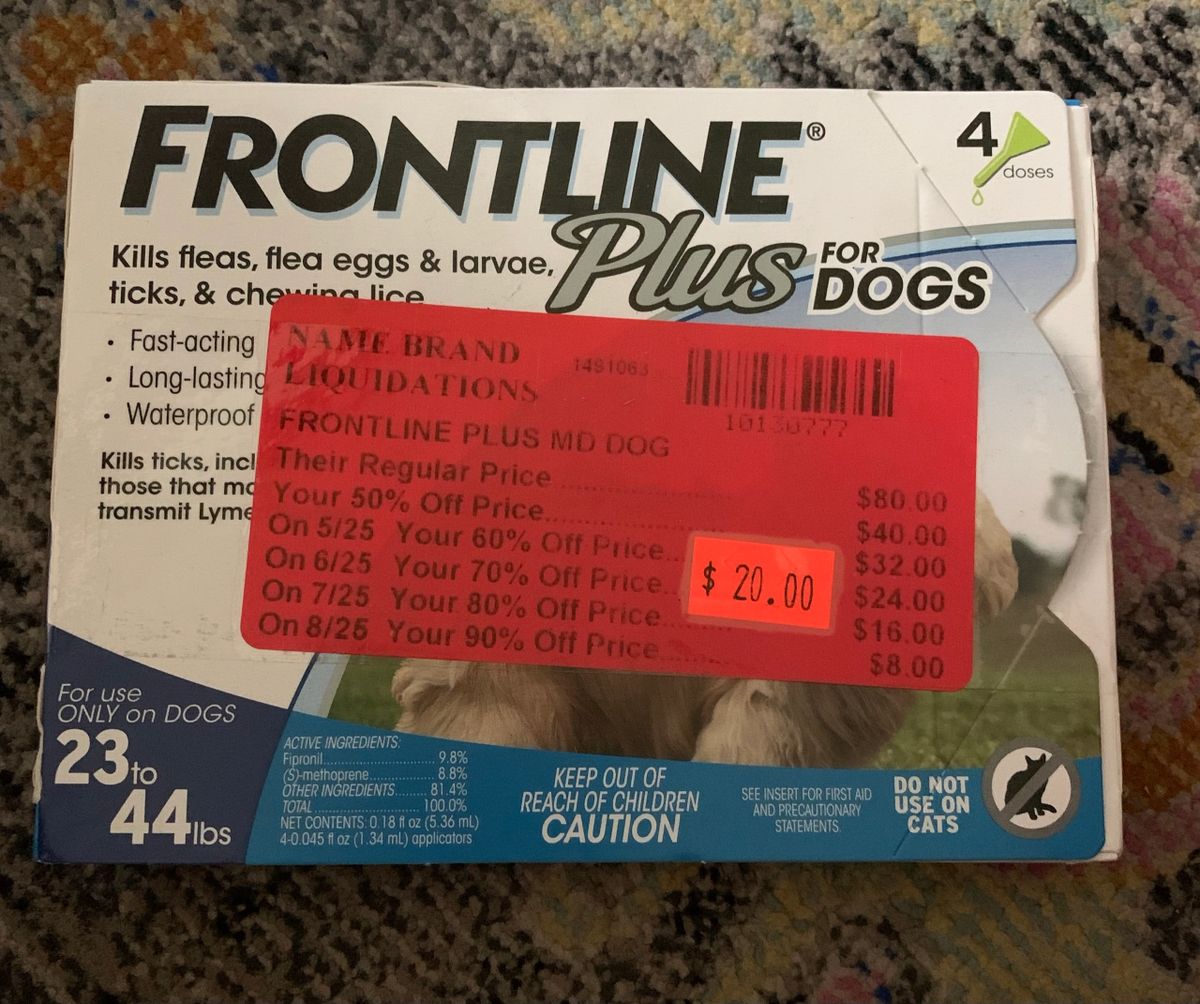 FRONTLINE®
Plus FOR DOGS
4 doses
Kills fleas, flea eggs & larvae,
ticks, & chewing lice
• Fast-acting
• Long-lasting
• Waterproof
Kills ticks, incl
those that
transmit Lyme
NAME BRAND
LIQUIDATIONS
1491063
10130777
FRONTLINE PLUS MD DOG
Their Regular Price.................... $80.00
Your 50% Off Price.................... $40.00
On 5/25 Your 60% Off Price... $32.00
On 6/25 Your 70% Off Price... $24.00
On 7/25 Your 80% Off Price........... $16.00
On 8/25 Your 90% Off Price........... $8.00
$ 20.00
For use
ONLY on DOGS
23 to
44 lbs
ACTIVE INGREDIENTS:
Fipronil.................... 9.8%
(S)-methoprene.................... 8.8%
OTHER INGREDIENTS........ 81.4%
TOTAL.................... 100.0%
NET CONTENTS: 0.18 fl oz (5.36 mL)
4-0.045 fl oz (1.34 mL) applicators
KEEP OUT OF
REACH OF CHILDREN
CAUTION
SEE INSERT FOR FIRST AID
AND PRECAUTIONARY
STATEMENTS.
DO NOT
USE ON
CATS